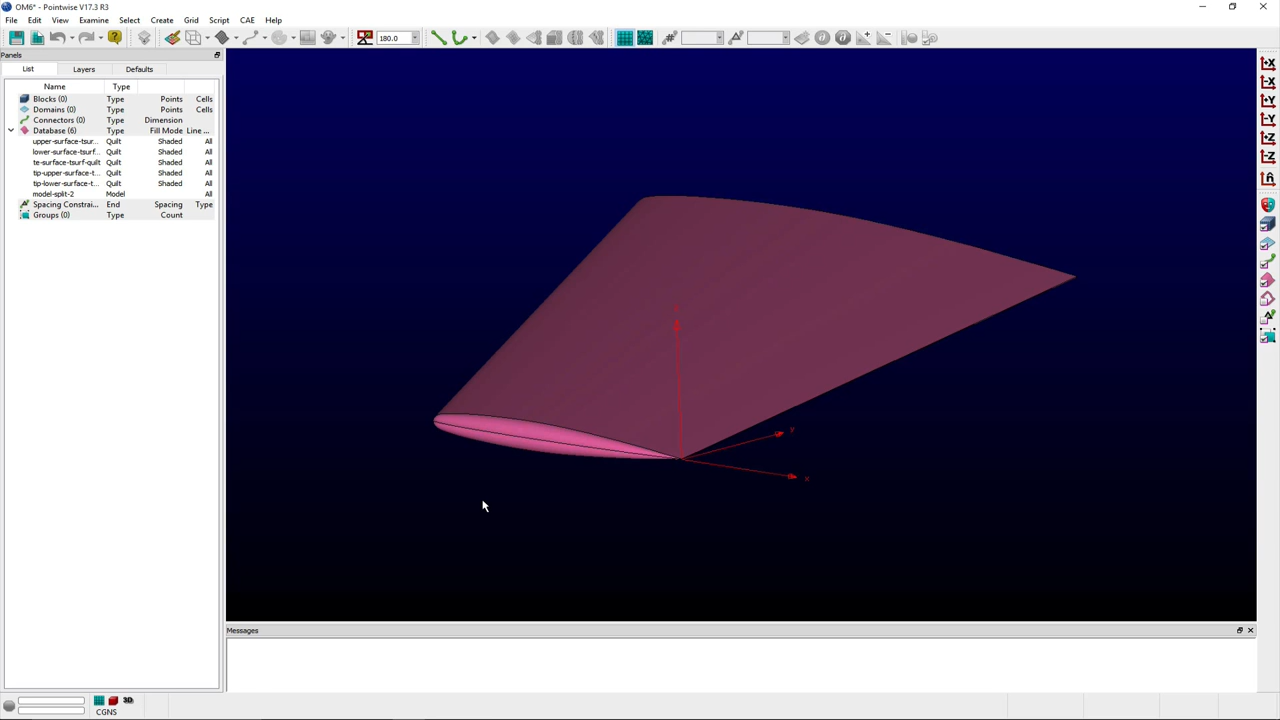 OM6* - Pointwise V17.3 R3
File Edit View Examine Select Create Grid Script CAE Help
180.0
Panels
List Layers Defaults
Name Type
Blocks (0) Type Points Cells
Domains (0) Type Points Cells
Connectors (0) Type Dimension
Database (6) Type Fill Mode Line ...
upper-surface-tsur... Quilt Shaded All
lower-surface-tsurf... Quilt Shaded All
te-surface-tsurf-quilt Quilt Shaded All
tip-upper-surface-t... Quilt Shaded All
tip-lower-surface-t... Quilt Shaded All
model-split-2 Model All
Spacing Constrai... End Spacing Type
Groups (0) Type Count
y
x
+X
-X
+Y
-Y
+Z
-Z
Messages
3D
CGNS